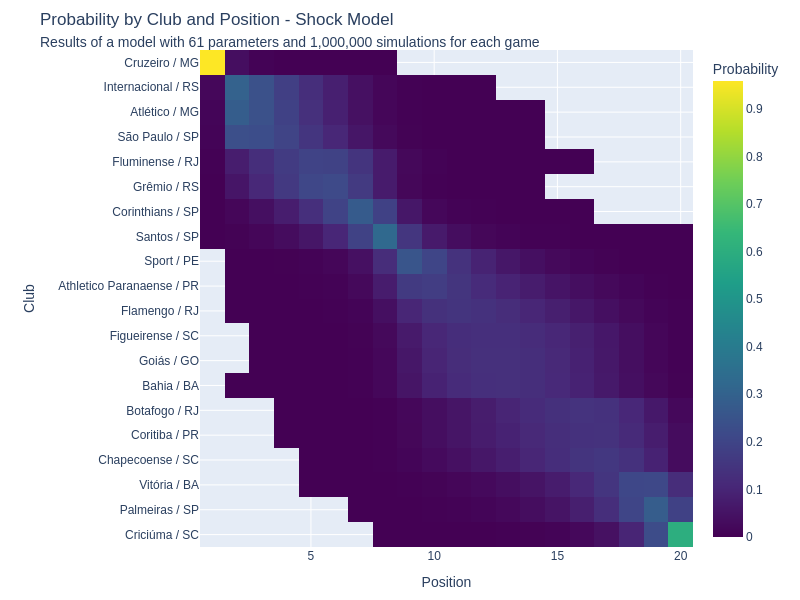 Probability by Club and Position - Shock Model
Results of a model with 61 parameters and 1,000,000 simulations for each game
Probability
Club
Cruzeiro / MG
Internacional / RS
Atlético / MG
São Paulo / SP
Fluminense / RJ
Grêmio / RS
Corinthians / SP
Santos / SP
Sport / PE
Athletico Paranaense / PR
Flamengo / RJ
Figueirense / SC
Goiás / GO
Bahia / BA
Botafogo / RJ
Coritiba / PR
Chapecoense / SC
Vitória / BA
Palmeiras / SP
Criciúma / SC
0.9
0.8
0.7
0.6
0.5
0.4
0.3
0.2
0.1
0
5 10 15 20
Position